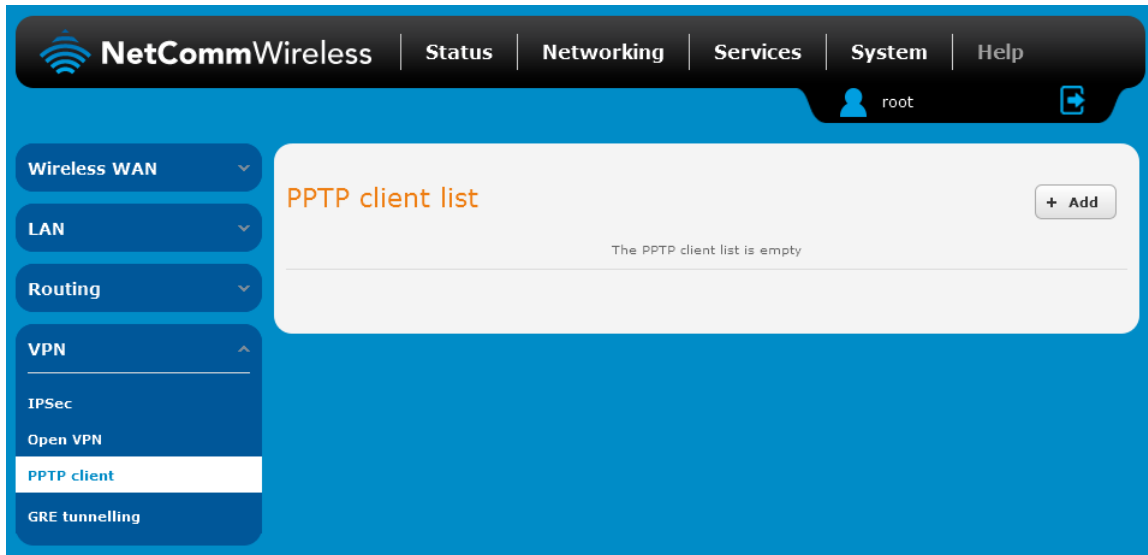 NetCommWireless Status Networking Services System Help
root
Wireless WAN
LAN
Routing
VPN
IPSec
Open VPN
PPTP client
GRE tunnelling
PPTP client list
+ Add
The PPTP client list is empty